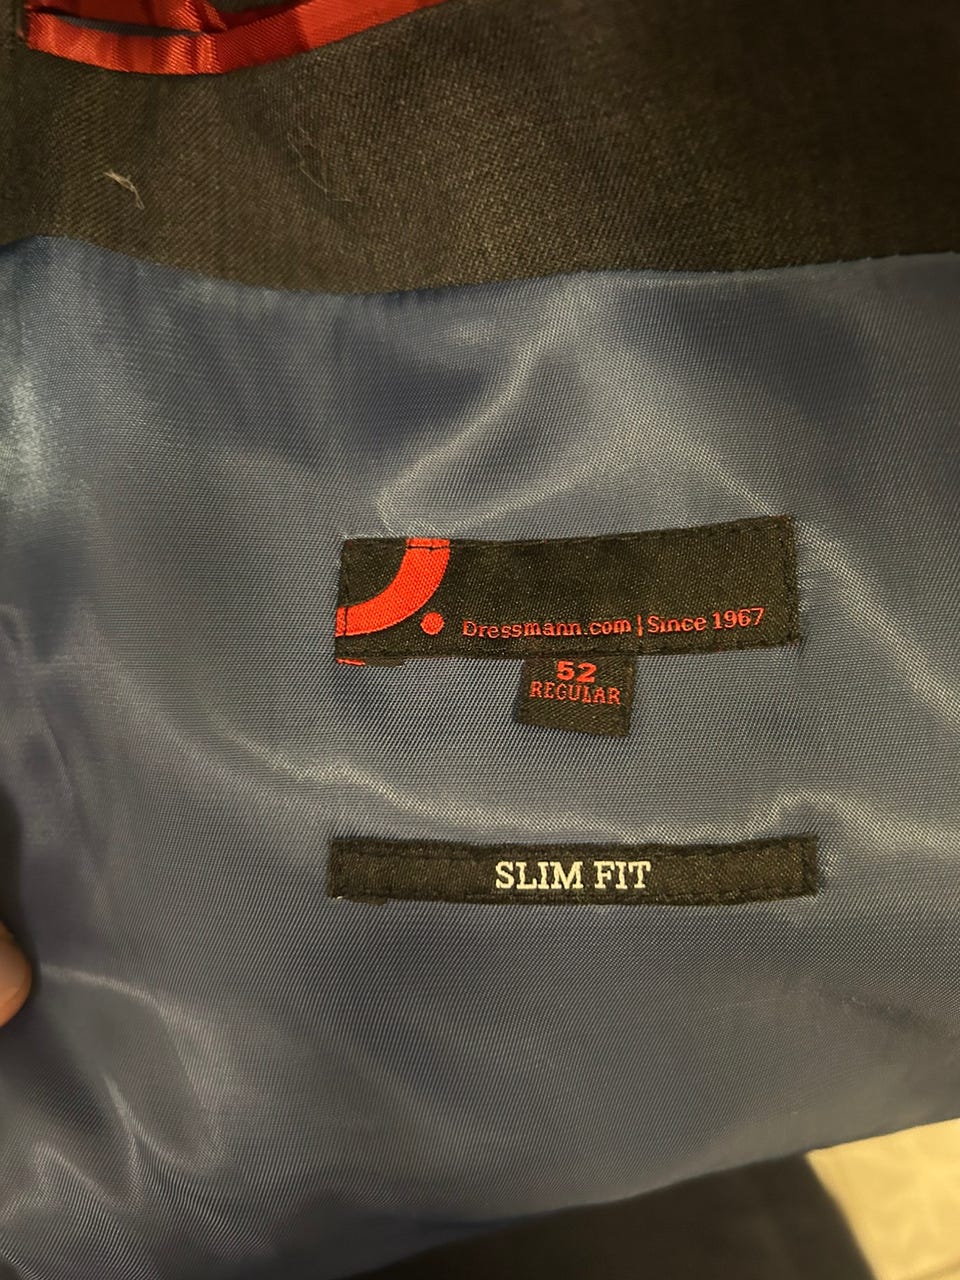 Dressmann.com | Since 1967
52
REGULAR
SLIM FIT